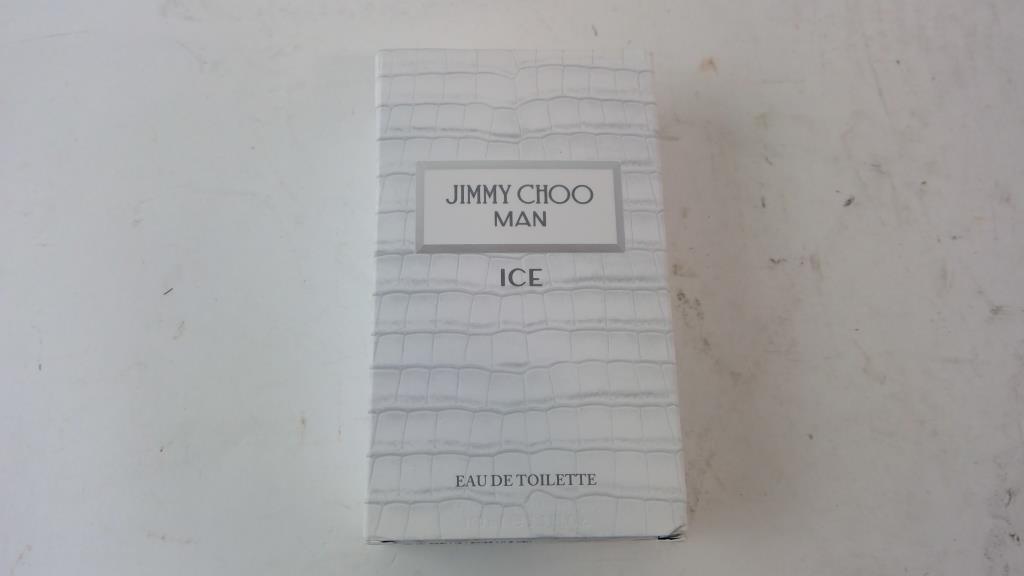 JIMMY CHOO
MAN
ICE
EAU DE TOILETTE